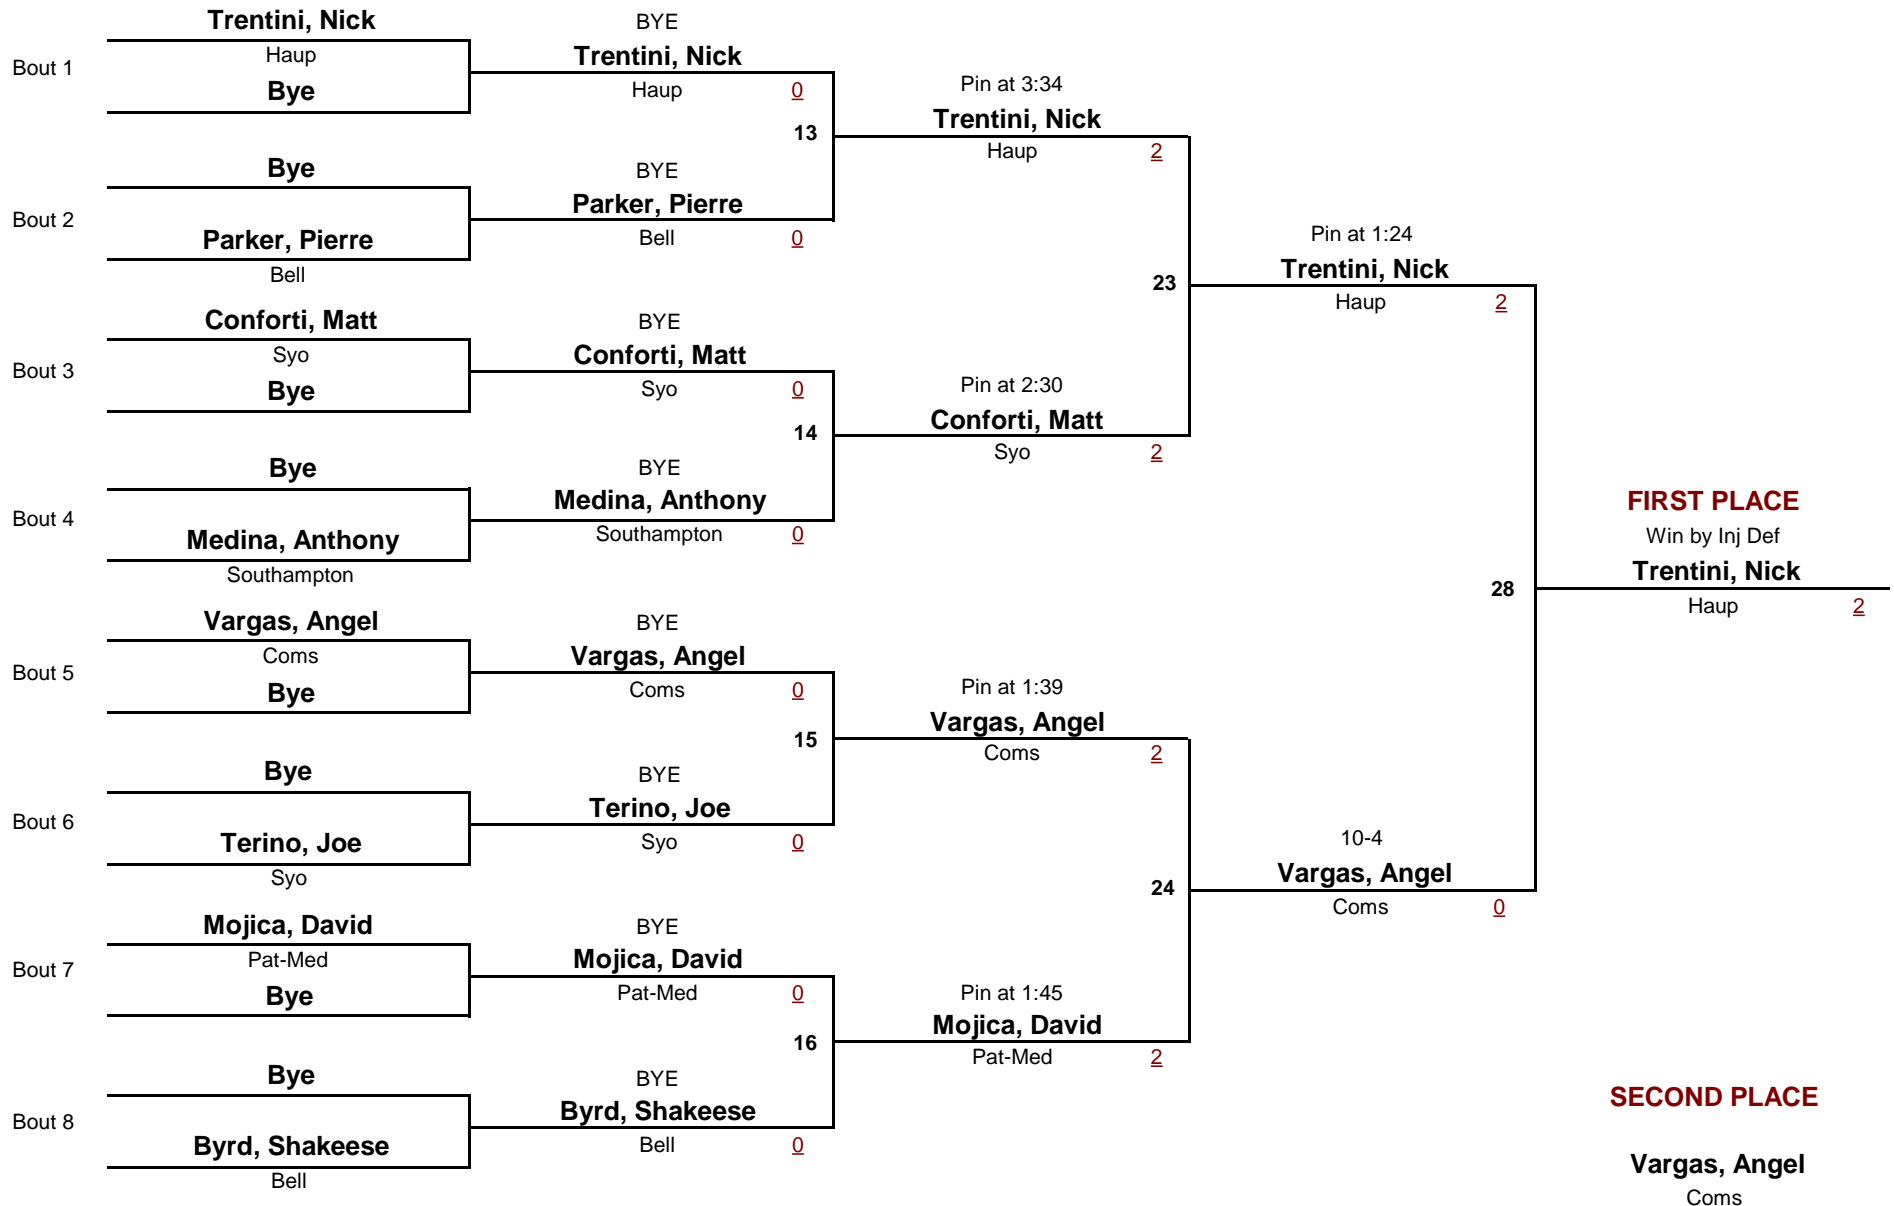 Trentini, Nick
Bout 1
Haup
Bye
BYE
Trentini, Nick
Haup
0
Bye
Bout 2
Parker, Pierre
Bell
BYE
Parker, Pierre
Bell
0
13
Pin at 3:34
Trentini, Nick
Haup
2
Conforti, Matt
Bout 3
Syo
Bye
BYE
Conforti, Matt
Syo
0
Bye
Bout 4
Medina, Anthony
Southampton
BYE
Medina, Anthony
Southampton
0
14
Pin at 2:30
Conforti, Matt
Syo
2
23
Pin at 1:24
Trentini, Nick
Haup
2
Vargas, Angel
Bout 5
Coms
Bye
BYE
Vargas, Angel
Coms
0
Bye
Bout 6
Terino, Joe
Syo
BYE
Terino, Joe
Syo
0
15
Pin at 1:39
Vargas, Angel
Coms
2
Mojica, David
Bout 7
Pat-Med
Bye
BYE
Mojica, David
Pat-Med
0
Bye
Bout 8
Byrd, Shakeese
Bell
BYE
Byrd, Shakeese
Bell
0
16
Pin at 1:45
Mojica, David
Pat-Med
2
24
10-4
Vargas, Angel
Coms
0
28
FIRST PLACE
Win by Inj Def
Trentini, Nick
Haup
2
SECOND PLACE
Vargas, Angel
Coms